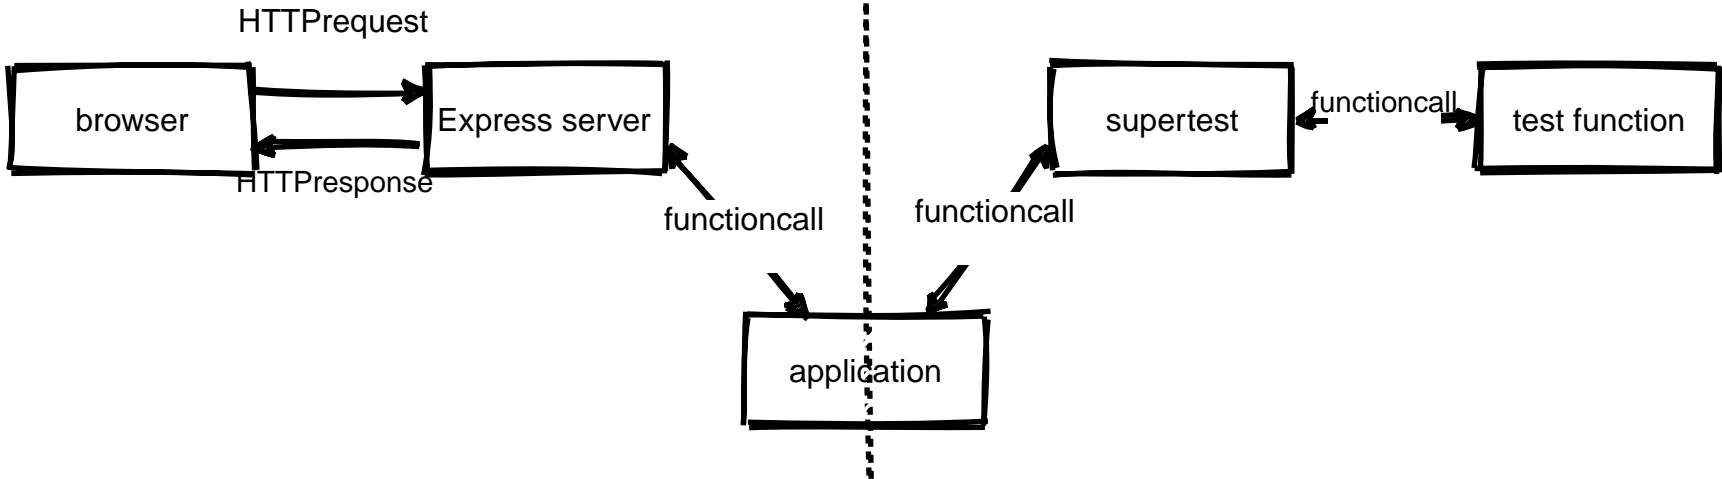 HTTPrequest
browser
Express server
HTTPresponse
functioncall
functioncall
supertest
functioncall
test function
application